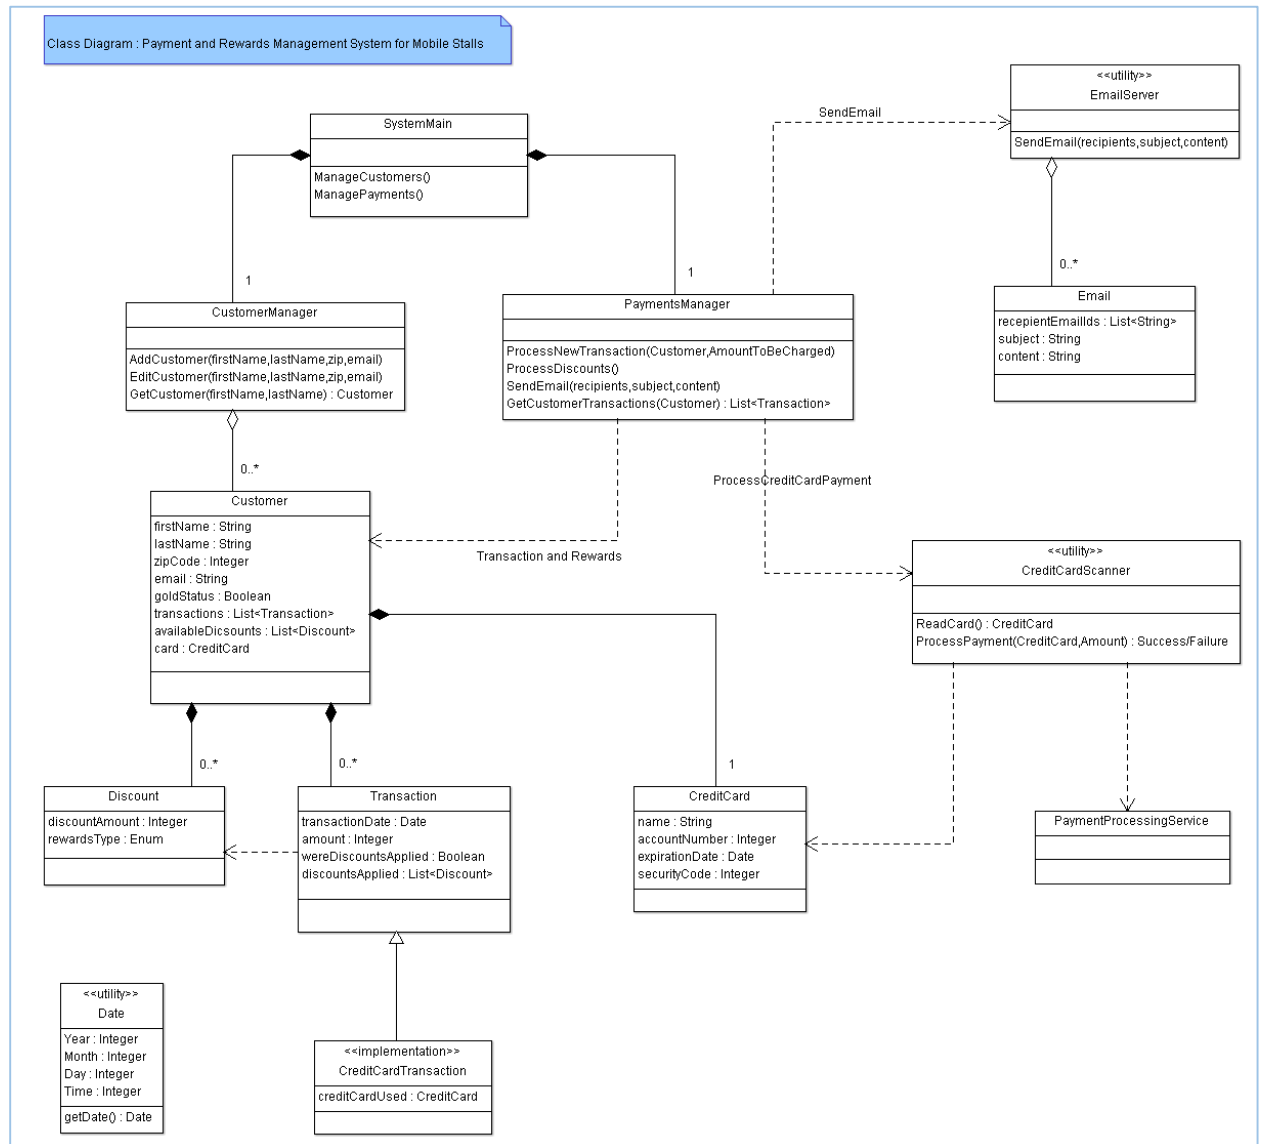 Class Diagram : Payment and Rewards Management System for Mobile Stalls
<<utility>>
EmailServer
SendEmail(recipients,subject,content)
SendEmail
SystemMain
ManageCustomers()
ManagePayments()
1
1
0..*
CustomerManager
AddCustomer(firstName,lastName,zip,email)
EditCustomer(firstName,lastName,zip,email)
GetCustomer(firstName,lastName) : Customer
PaymentsManager
ProcessNewTransaction(Customer,AmountToBeCharged)
ProcessDiscounts()
SendEmail(recipients,subject,content)
GetCustomerTransactions(Customer) : List<Transaction>
Email
recepientEmailIds : List<String>
subject : String
content : String
0..*
ProcessCreditCardPayment
Customer
firstName : String
lastName : String
zipCode : Integer
email : String
goldStatus : Boolean
transactions : List<Transaction>
availableDicsounts : List<Discount>
card : CreditCard
Transaction and Rewards
<<utility>>
CreditCardScanner
ReadCard() : CreditCard
ProcessPayment(CreditCard,Amount) : Success/Failure
0..*
0..*
1
Discount
discountAmount : Integer
rewardsType : Enum
Transaction
transactionDate : Date
amount : Integer
wereDiscountsApplied : Boolean
discountsApplied : List<Discount>
CreditCard
name : String
accountNumber : Integer
expirationDate : Date
securityCode : Integer
PaymentProcessingService
<<utility>>
Date
Year : Integer
Month : Integer
Day : Integer
Time : Integer
getDate() : Date
<<implementation>>
CreditCardTransaction
creditCardUsed : CreditCard